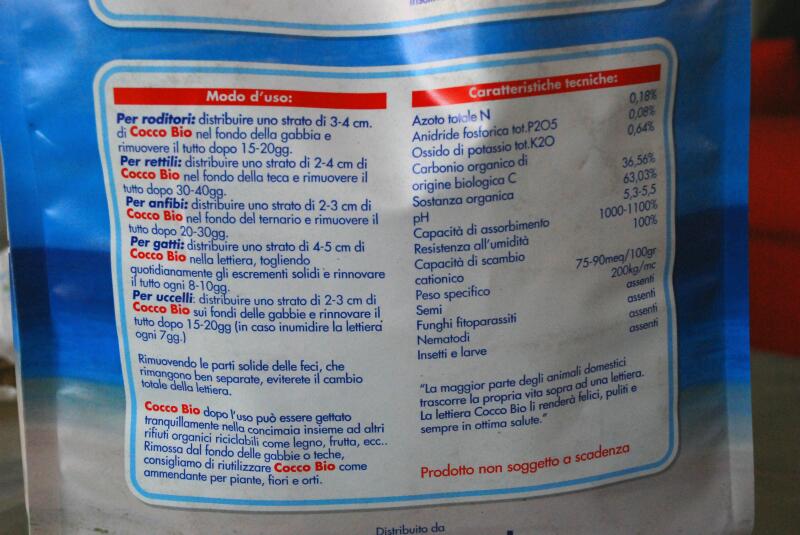 Modo d'uso:
Per roditori: distribuire uno strato di 3-4 cm.
di Cocco Bio nel fondo della gabbia e
rimuovere il tutto dopo 15-20gg.
Per rettili: distribuire uno strato di 2-4 cm di
Cocco Bio nel fondo della teca e rimuovere il
tutto dopo 30-40gg.
Per anfibi: distribuire uno strato di 2-3 cm di
Cocco Bio nel fondo del ternario e rimuovere il
tutto dopo 20-30gg.
Per gatti: distribuire uno strato di 4-5 cm di
Cocco Bio nella lettiera, togliendo
quotidianamente gli escrementi solidi e rinnovare
il tutto ogni 8-10gg.
Per uccelli: distribuire uno strato di 2-3 cm di
Cocco Bio sui fondi delle gabbie e rinnovare il
tutto dopo 15-20gg (in caso inumidire la lettiera
ogni 7gg.)
Rimuovendo le parti solide delle feci, che
rimangono ben separate, eviterete il cambio
totale della lettiera.
Cocco Bio dopo l'uso può essere gettato
tranquillamente nella concimaia insieme ad altri
rifiuti organici riciclabili come legno, frutta, ecc..
Rimossa dal fondo delle gabbie o teche,
consigliamo di riutilizzare Cocco Bio come
ammendante per piante, fiori e orti.
Caratteristiche tecniche:
Azoto totale N 0,18%
Anidride fosforica tot.P2O5 0,08%
Ossido di potassio tot.K2O 0,64%
Carbonio organico di
origine biologica C 36,56%
Sostanza organica 63,03%
pH 5,3-5,5
Capacità di assorbimento 1000-1100%
Resistenza all'umidità 100%
Capacità di scambio
cationico 75-90meq/100gr
Peso specifico 200kg/mc
Semi assenti
Funghi fitoparassiti assenti
Nematodi assenti
Insetti e larve assenti
"La maggior parte degli animali domestici
trascorre la propria vita sopra ad una lettiera.
La lettiera Cocco Bio li renderà felici, puliti e
sempre in ottima salute."
Prodotto non soggetto a scadenza
Distribuito da